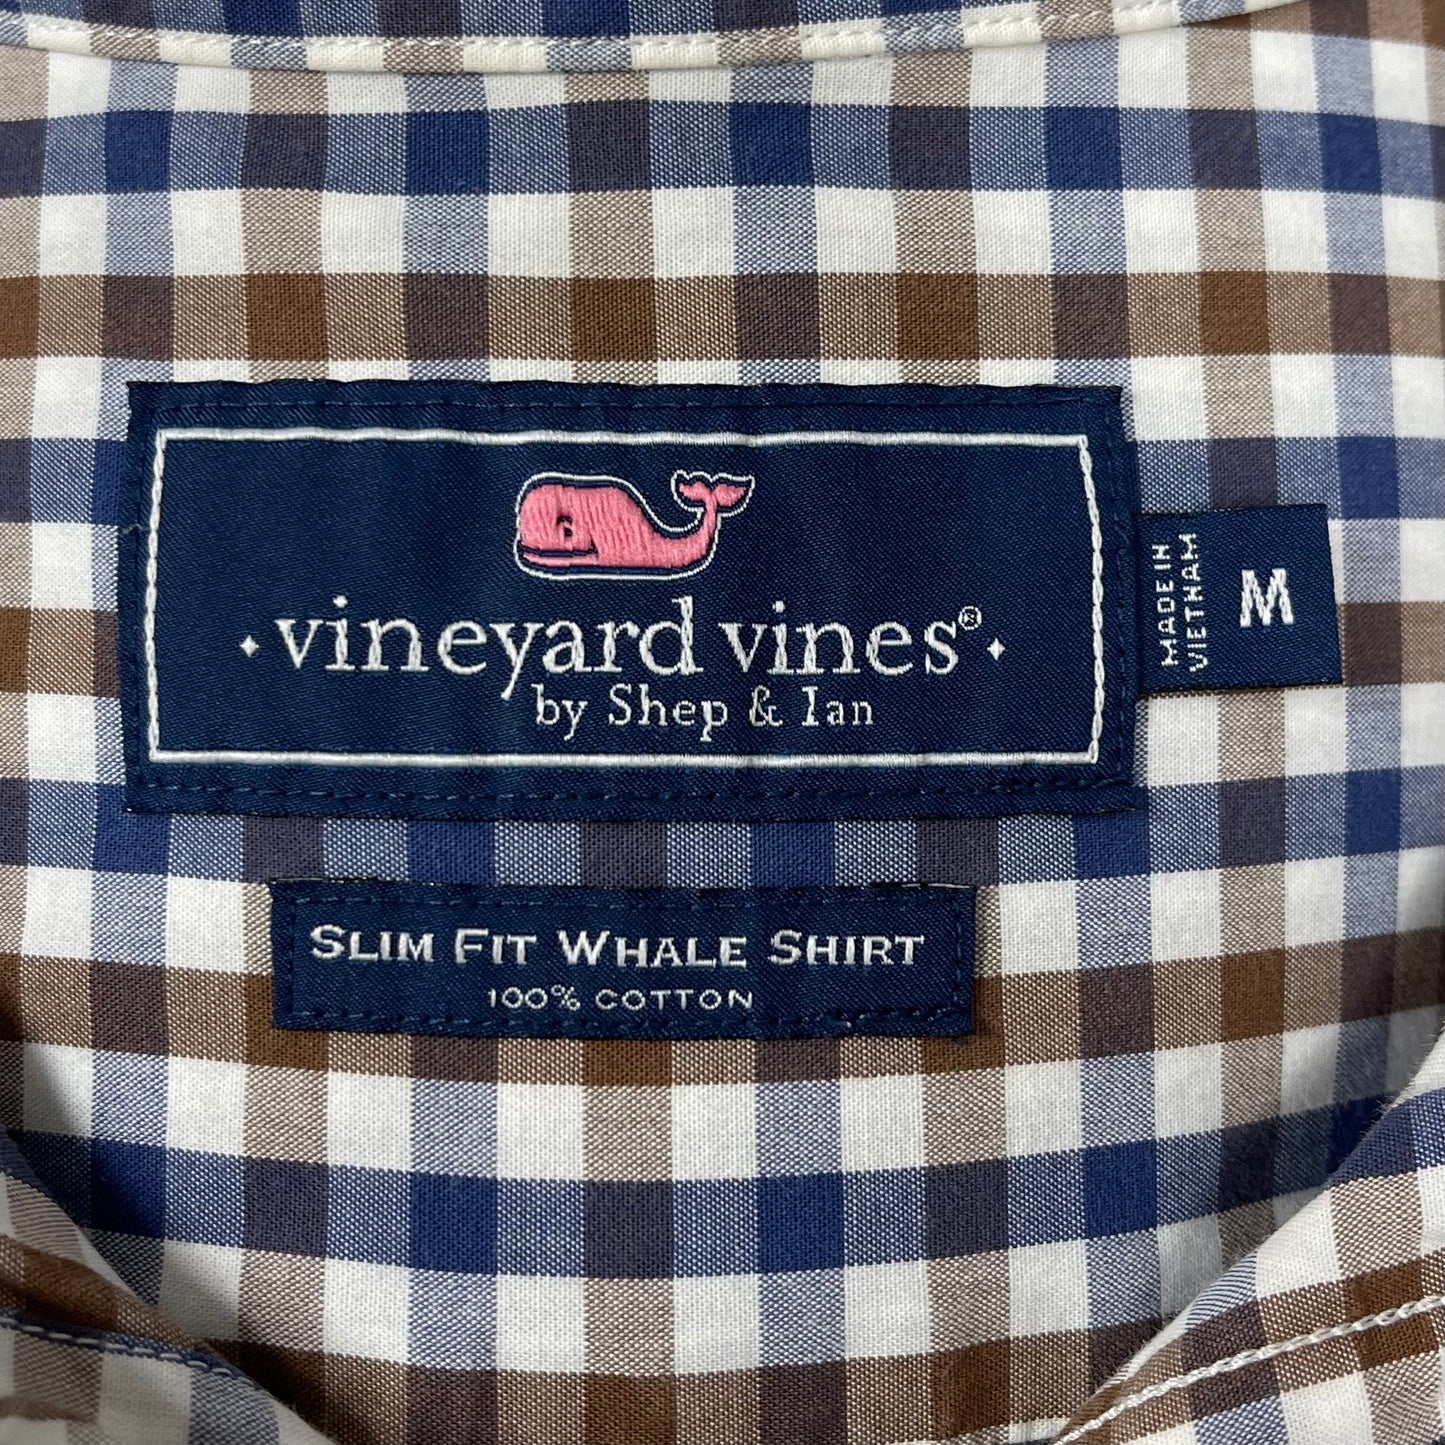 vineyard vines®
by Shep & Ian
MADE IN
VIETNAM
M
SLIM FIT WHALE SHIRT
100% COTTON